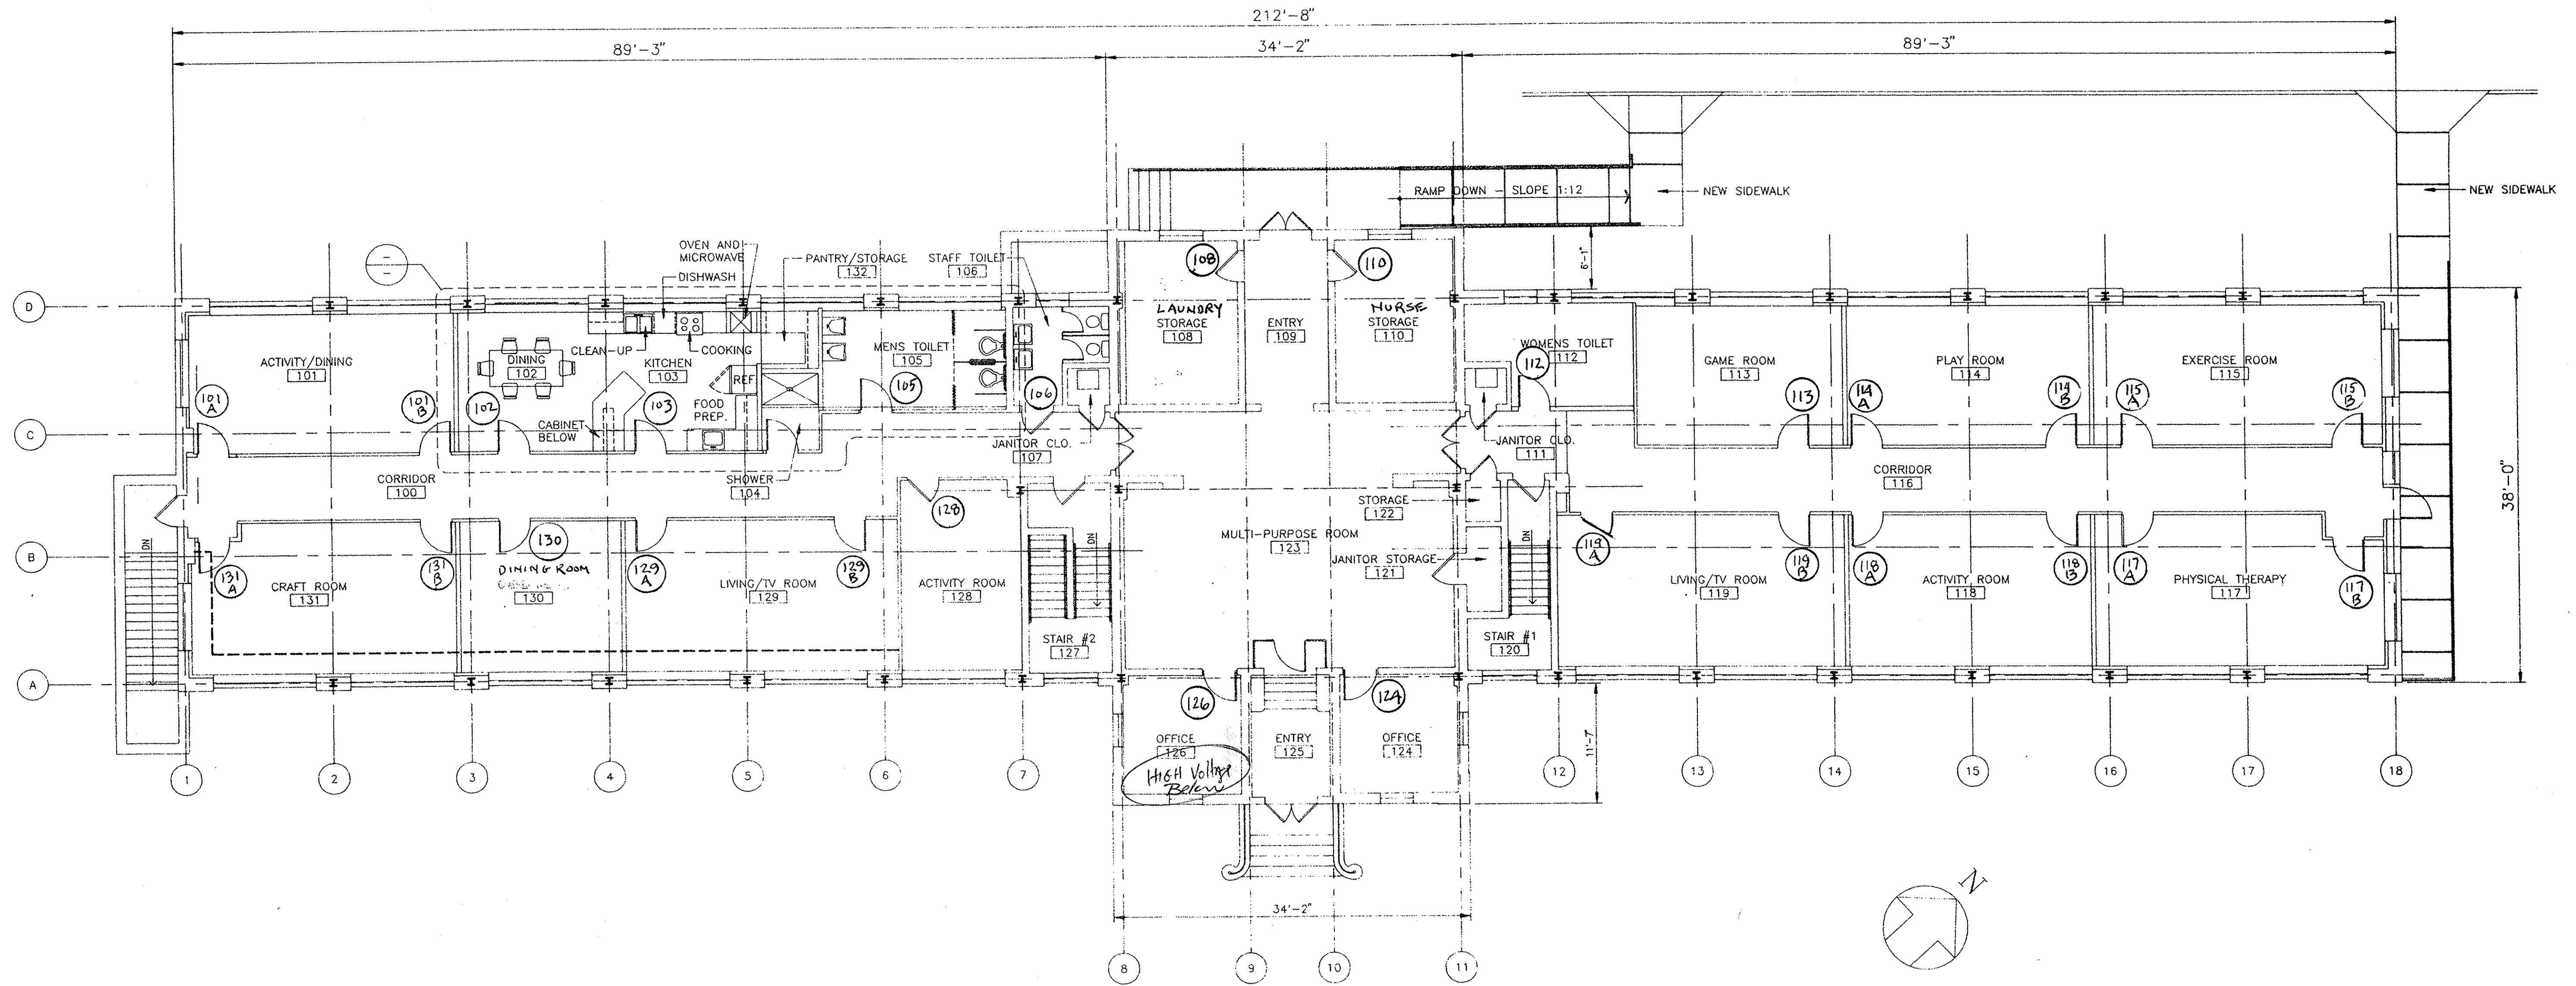 212'-8"
89'-3"
34'-2"
89'-3"
RAMP DOWN - SLOPE 1:12
NEW SIDEWALK
NEW SIDEWALK
OVEN AND
MICROWAVE
DISHWASH
PANTRY/STORAGE
132
STAFF TOILET
106
108
110
6'-1"
D
LAUNDRY
STORAGE
108
ENTRY
109
NURSE
STORAGE
110
ACTIVITY/DINING
101
DINING
102
CLEAN-UP
COOKING
KITCHEN
103
REF
MENS TOILET
105
WOMENS TOILET
112
GAME ROOM
113
PLAY ROOM
114
EXERCISE ROOM
115
101
A
101
B
102
103
FOOD
PREP.
105
106
112
113
114
A
114
B
115
A
115
B
C
CABINET
BELOW
JANITOR CLO.
107
JANITOR CLO.
111
CORRIDOR
100
SHOWER
104
CORRIDOR
116
38'-0"
128
STORAGE
122
MULTI-PURPOSE ROOM
123
JANITOR STORAGE
121
B
DN
DN
DN
130
119
A
131
A
CRAFT ROOM
131
131
B
DINING ROOM
130
129
A
LIVING/TV ROOM
129
129
B
ACTIVITY ROOM
128
LIVING/TV ROOM
119
119
B
118
A
ACTIVITY ROOM
118
118
B
117
A
PHYSICAL THERAPY
117
117
B
STAIR #2
127
STAIR #1
120
A
126
124
OFFICE
126
ENTRY
125
OFFICE
124
11'-7
HIGH Voltage
Below
1
2
3
4
5
6
7
12
13
14
15
16
17
18
34'-2"
N
8
9
10
11